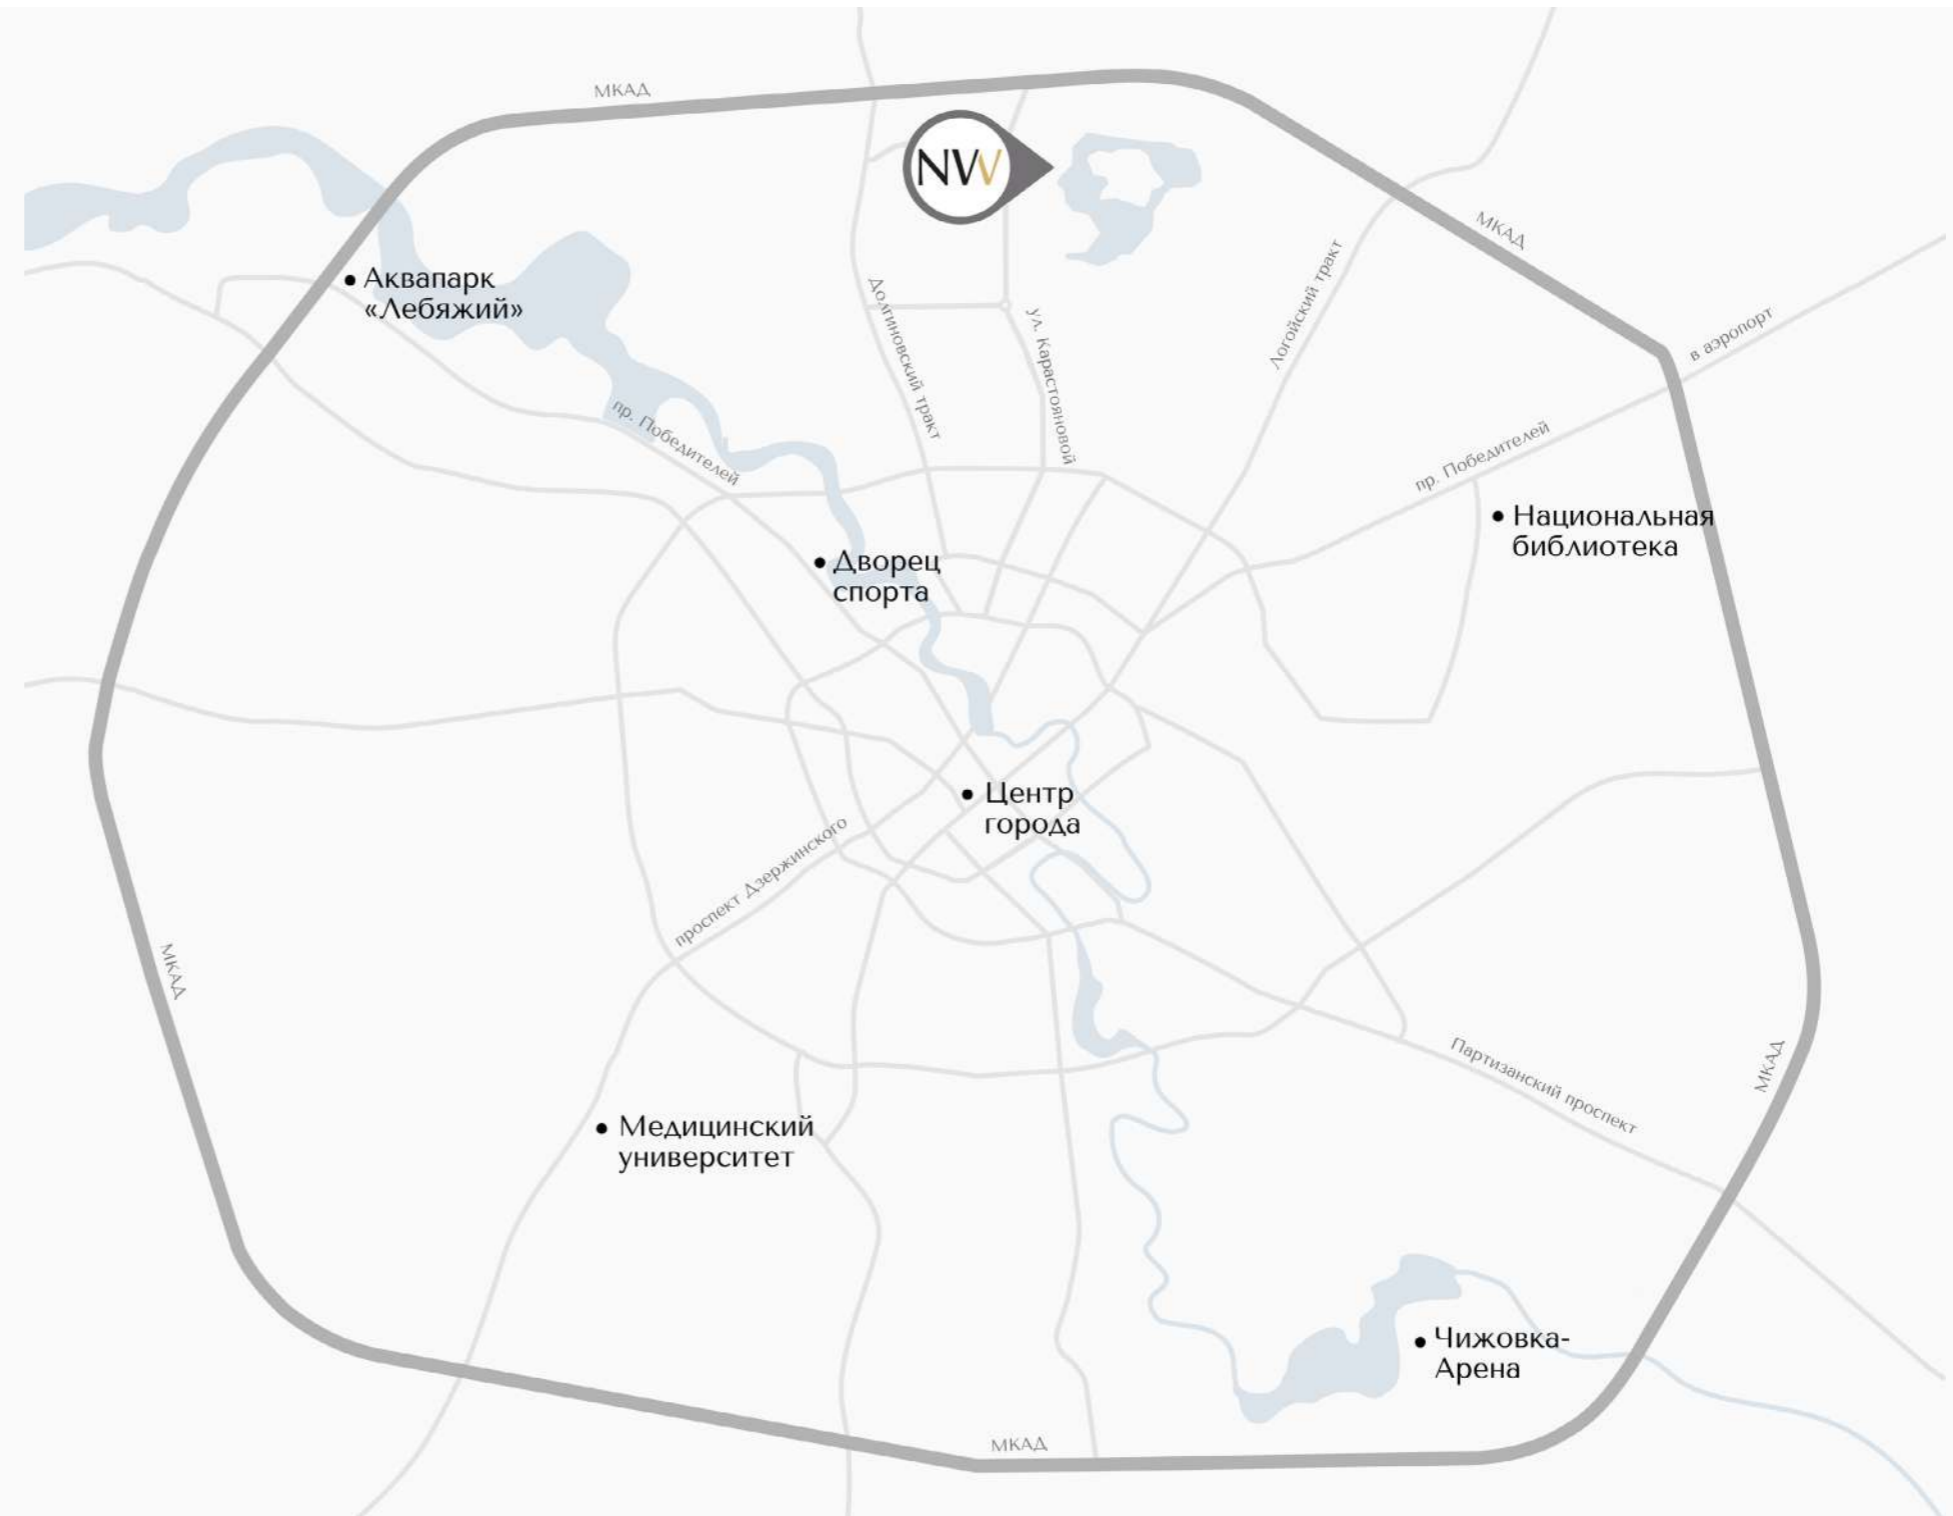 МКАД
NW
МКАД
Аквапарк
«Лебяжий»
Долгиновский тракт
ул. Карастояновой
Логойский тракт
в аэропорт
пр. Победителей
пр. Победителей
Национальная
библиотека
Дворец
спорта
Центр
города
проспект Дзержинского
МКАД
Партизанский проспект
МКАД
Медицинский
университет
Чижовка-
Арена
МКАД